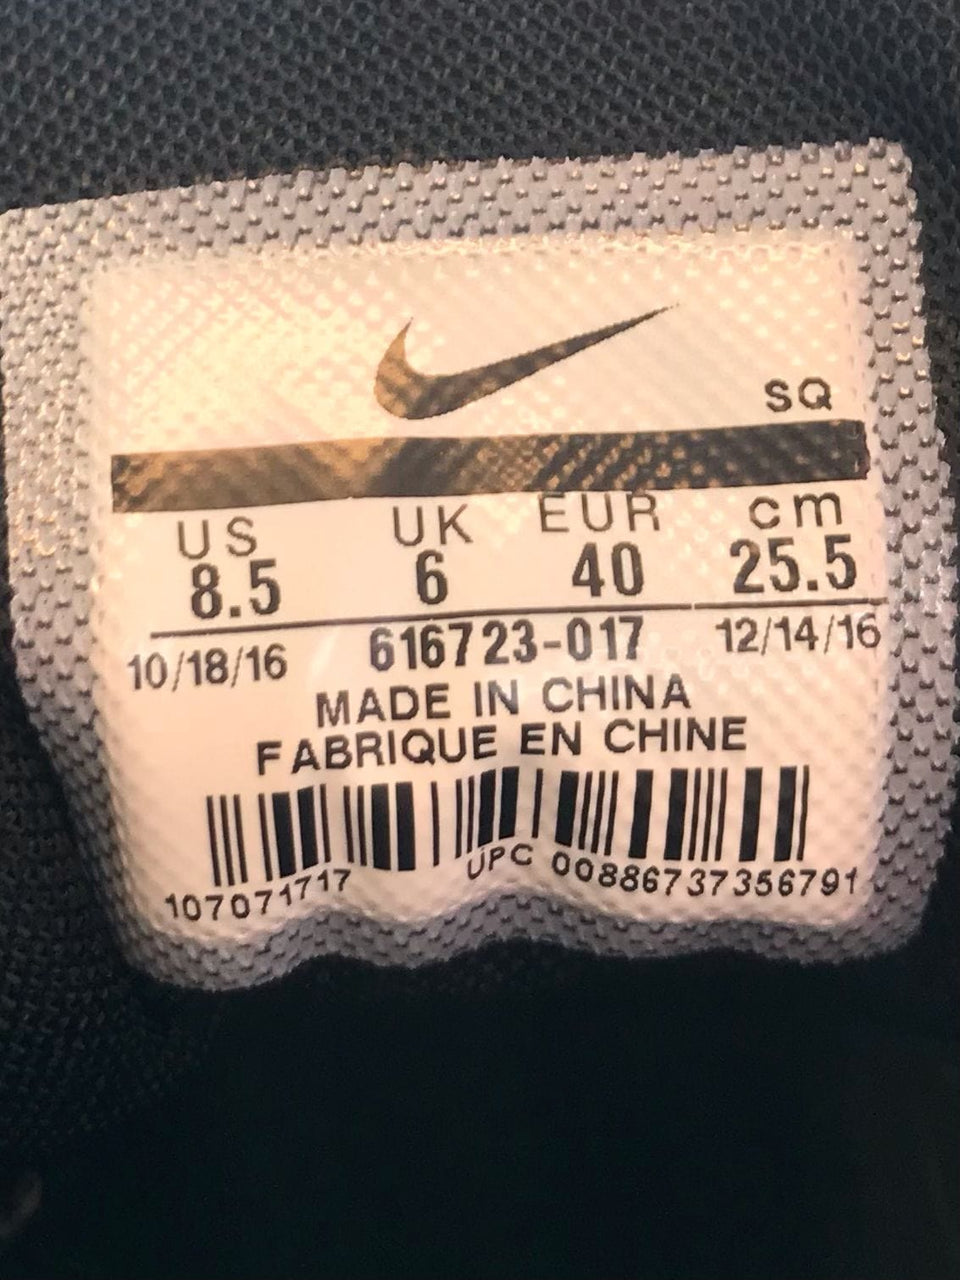 SQ
US UK EUR cm
8.5 6 40 25.5
10/18/16 616723-017 12/14/16
MADE IN CHINA
FABRIQUE EN CHINE
107071717 UPC 00886737356791